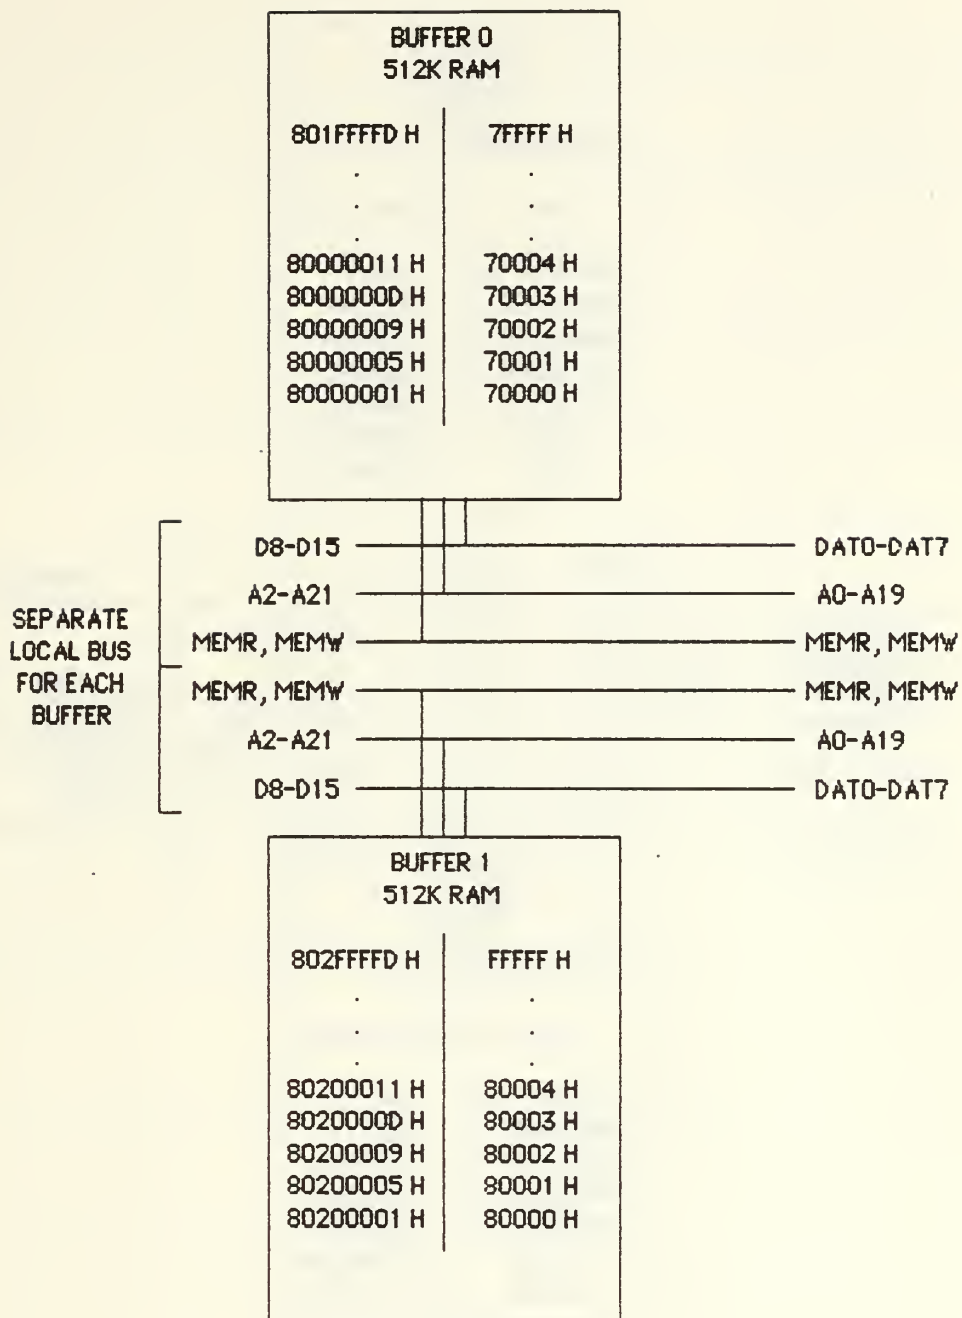 BUFFER 0
512K RAM
801FFFFD H 7FFFF H
. .
. .
. .
80000011 H 70004 H
8000000D H 70003 H
80000009 H 70002 H
80000005 H 70001 H
80000001 H 70000 H
D8-D15 DAT0-DAT7
A2-A21 A0-A19
MEMR, MEMW MEMR, MEMW
SEPARATE
LOCAL BUS
FOR EACH
BUFFER
MEMR, MEMW MEMR, MEMW
A2-A21 A0-A19
D8-D15 DAT0-DAT7
BUFFER 1
512K RAM
802FFFFD H FFFFF H
. .
. .
. .
80200011 H 80004 H
8020000D H 80003 H
80200009 H 80002 H
80200005 H 80001 H
80200001 H 80000 H